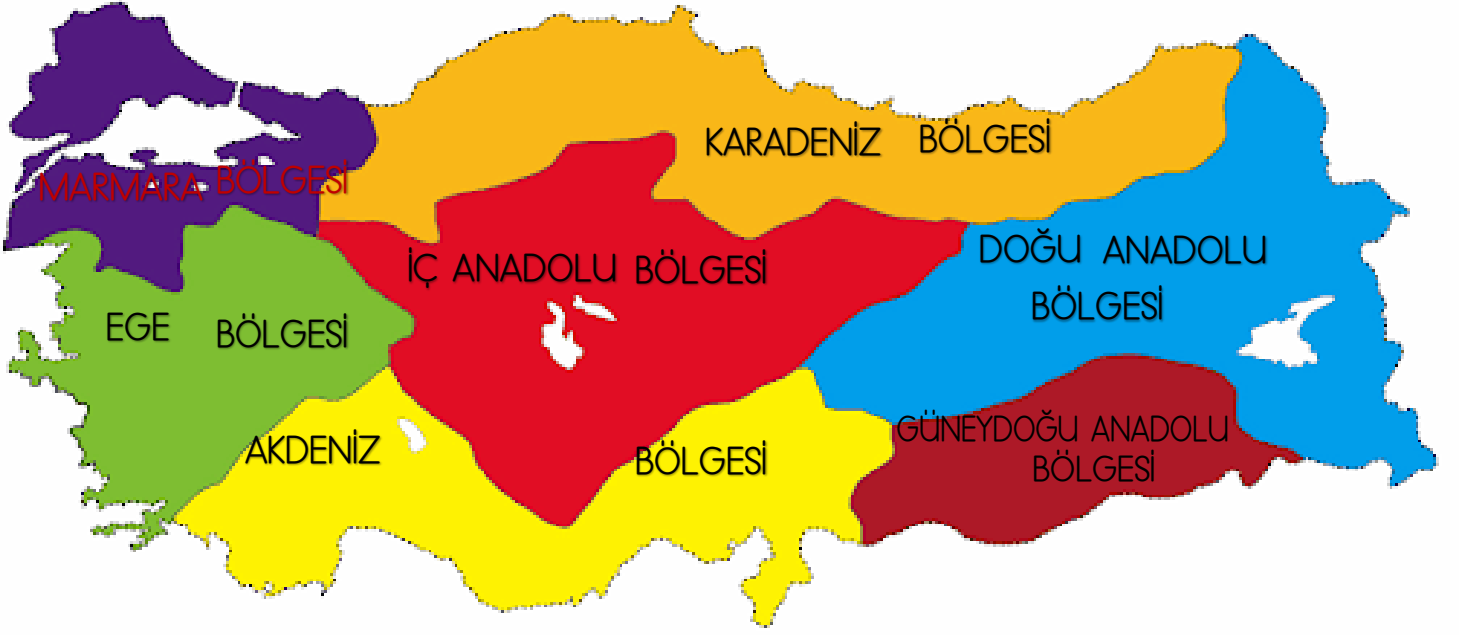 KARADENİZ BÖLGESİ
MARMARA BÖLGESİ
İÇ ANADOLU BÖLGESİ
DOĞU ANADOLU
BÖLGESİ
EGE BÖLGESİ
AKDENİZ BÖLGESİ
GÜNEYDOĞU ANADOLU
BÖLGESİ